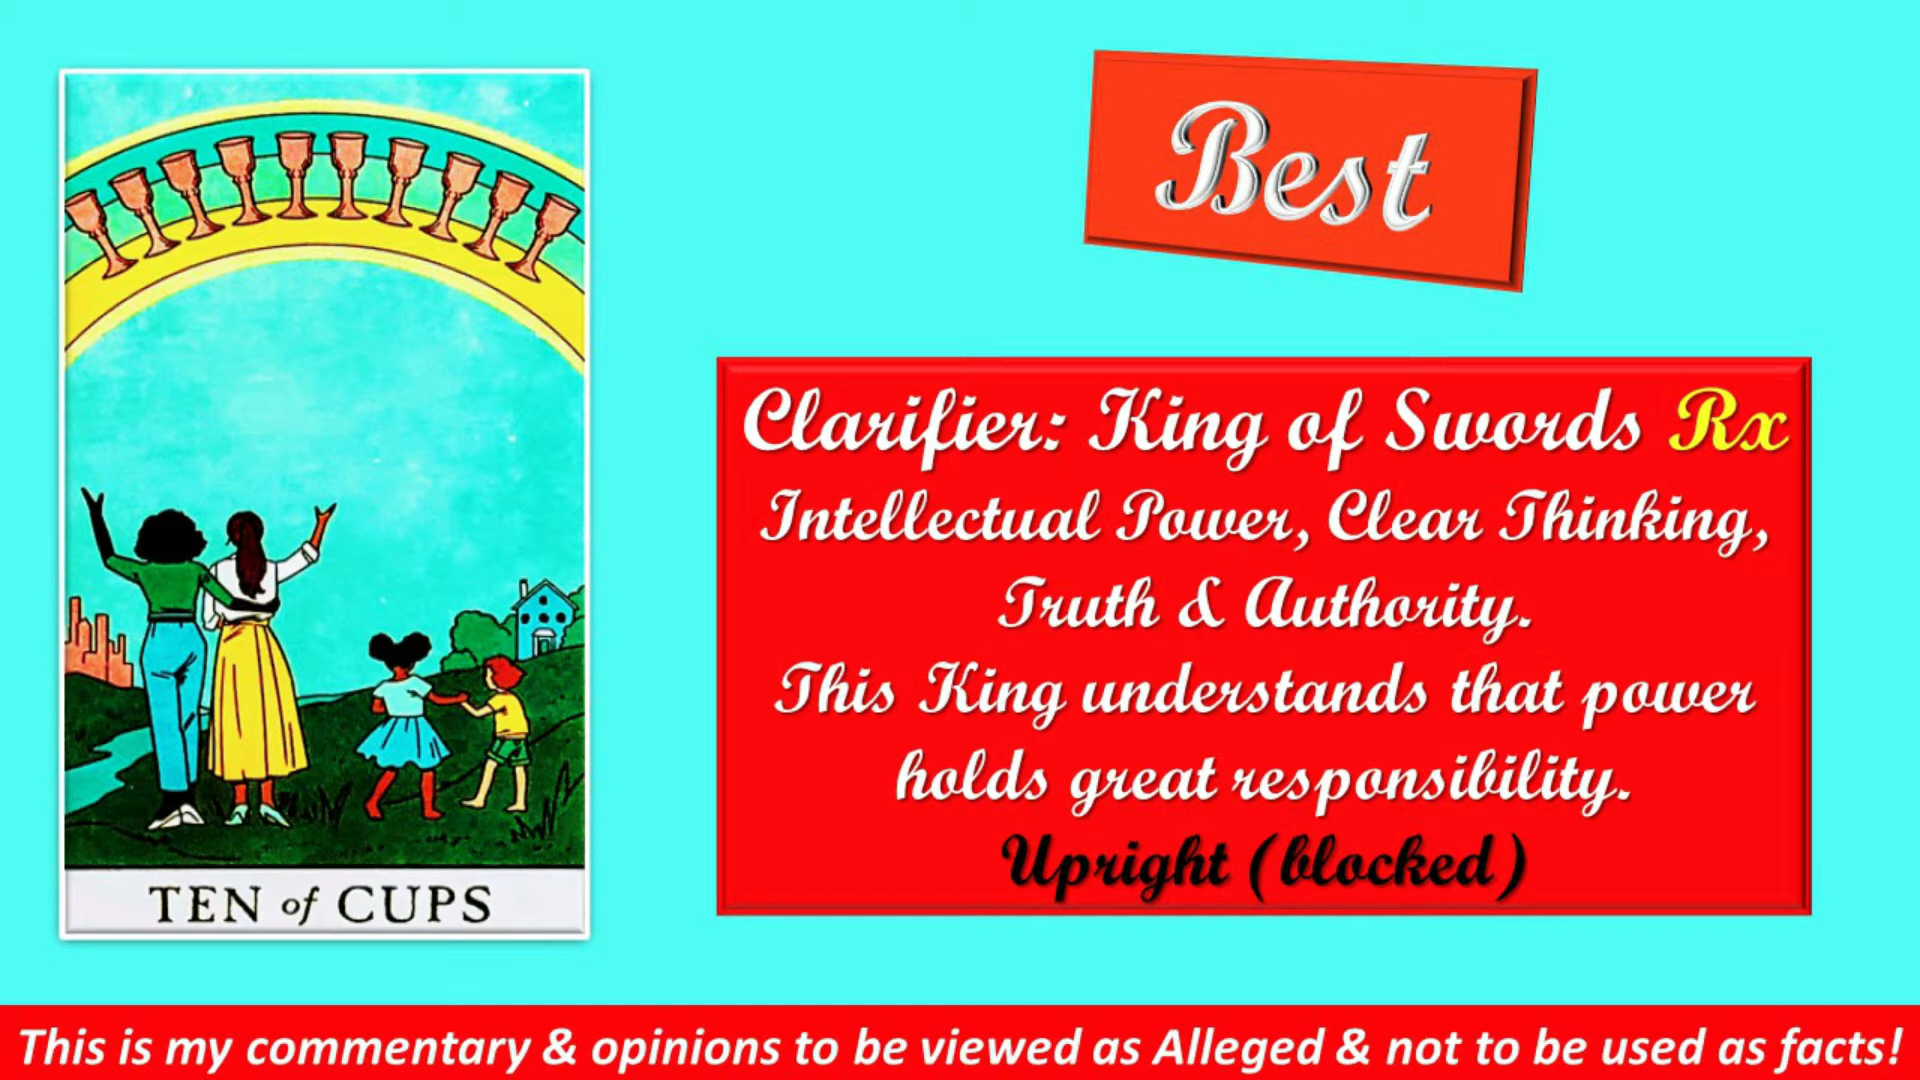 Best
Clarifier: King of Swords Rx
Intellectual Power, Clear Thinking,
Truth & Authority.
This King understands that power
holds great responsibility.
Upright (blocked)
TEN of CUPS
This is my commentary & opinions to be viewed as Alleged & not to be used as facts!